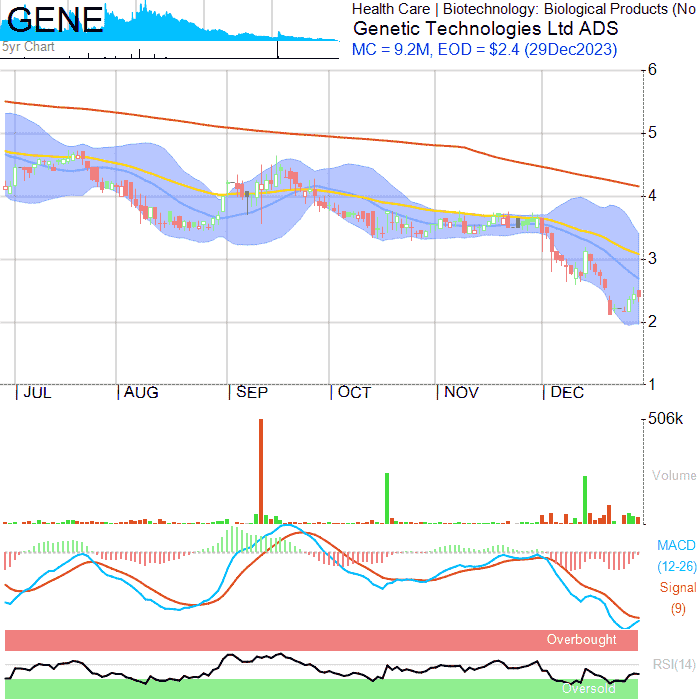 GENE
5yr Chart
Health Care | Biotechnology: Biological Products (No
Genetic Technologies Ltd ADS
MC = 9.2M, EOD = $2.4 (29Dec2023)
6
5
4
3
2
1
JUL AUG SEP OCT NOV DEC
506k
Volume
MACD
(12-26)
Signal
(9)
Overbought
RSI(14)
Oversold